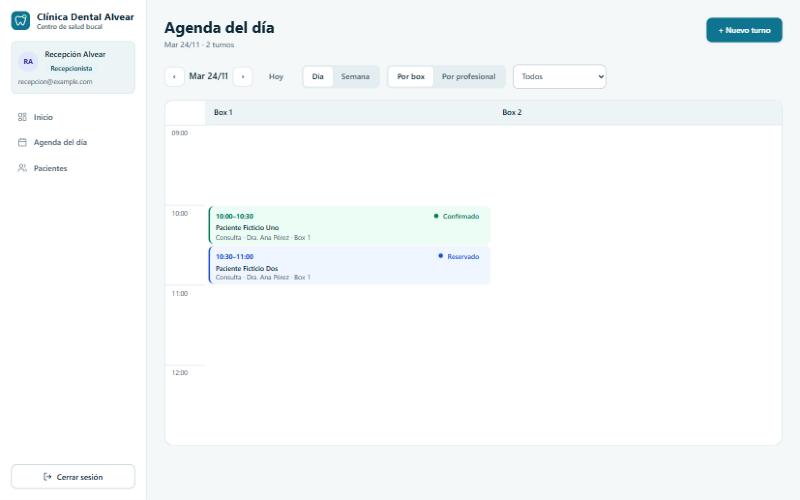 Clínica Dental Alvear
Centro de salud bucal
RA
Recepción Alvear
Recepcionista
recepcion@example.com
Inicio
Agenda del día
Pacientes
Cerrar sesión
Agenda del día
Mar 24/11 · 2 turnos
+ Nuevo turno
‹ Mar 24/11 › Hoy Día Semana Por box Por profesional Todos
Box 1 Box 2
09:00
10:00
10:00–10:30 Confirmado
Paciente Ficticio Uno
Consulta · Dra. Ana Pérez · Box 1
10:30–11:00 Reservado
Paciente Ficticio Dos
Consulta · Dra. Ana Pérez · Box 1
11:00
12:00